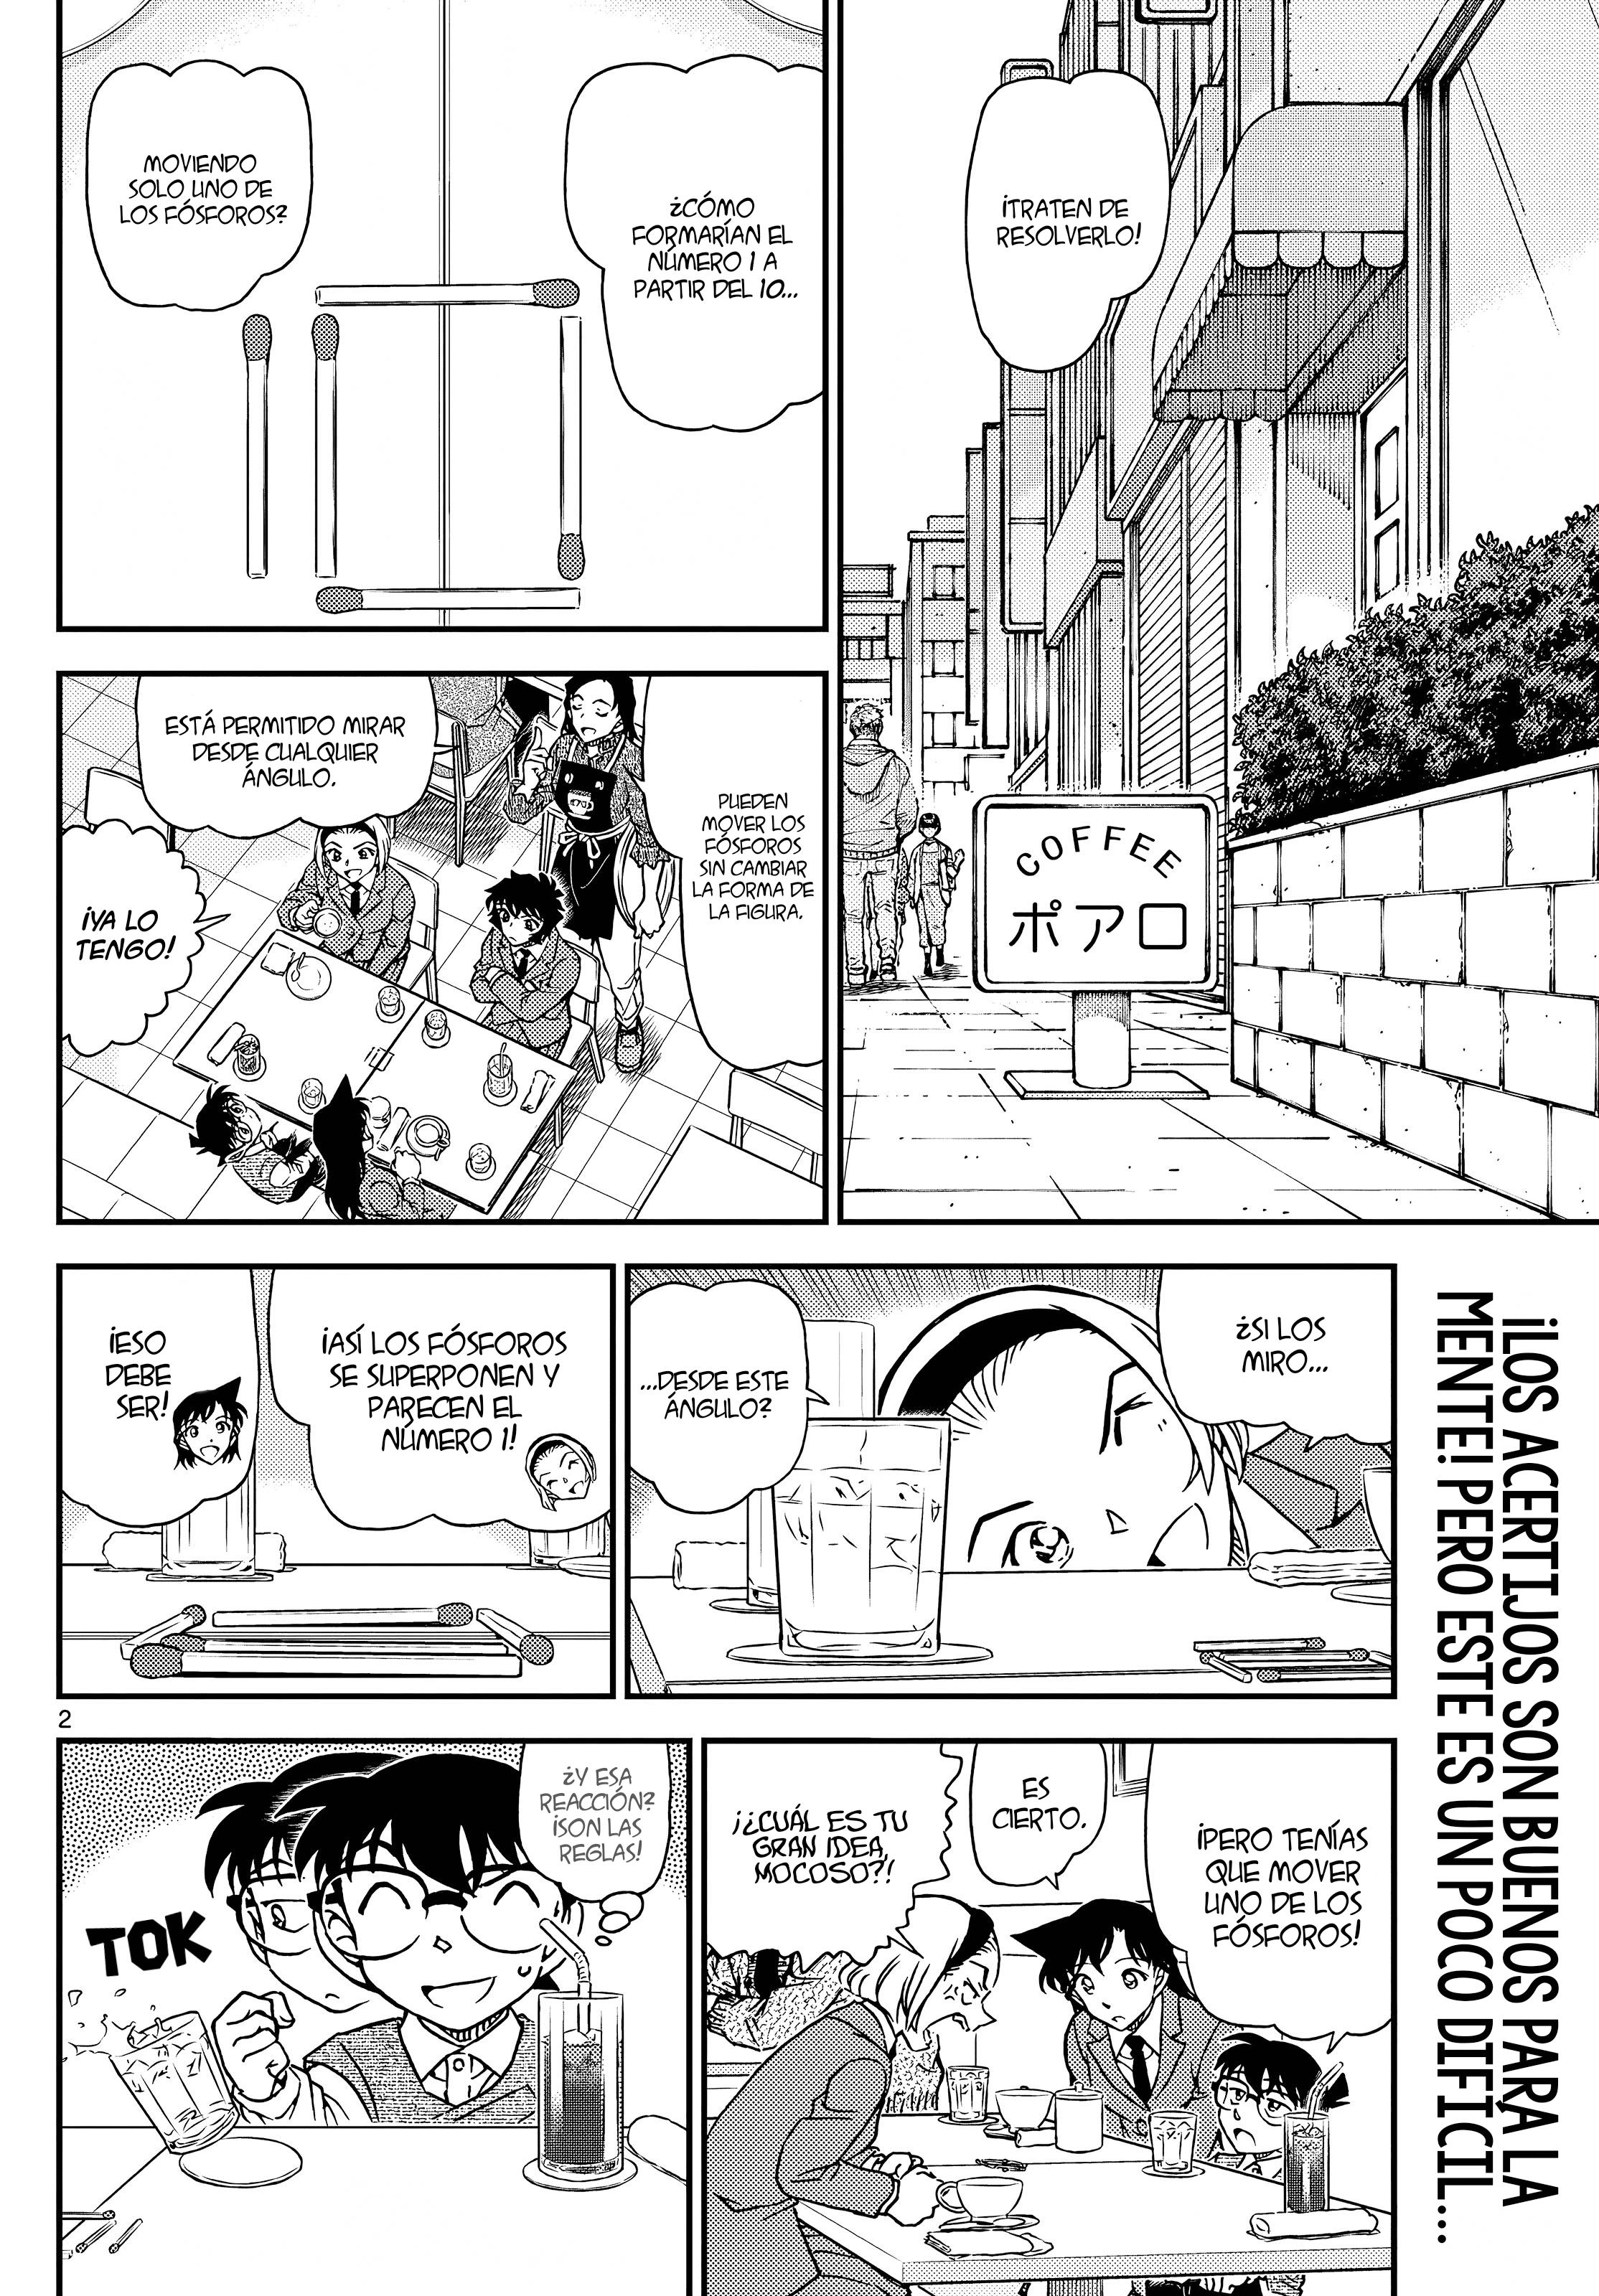 ¡TRATEN DE
RESOLVERLO!
COFFEE
ポアロ
¿CÓMO
FORMARÍAN EL
NÚMERO 1 A
PARTIR DEL 10...
MOVIENDO
SOLO UNO DE
LOS FÓSFOROS?
PUEDEN
MOVER LOS
FÓSFOROS
SIN CAMBIAR
LA FORMA DE
LA FIGURA.
ESTÁ PERMITIDO MIRAR
DESDE CUALQUIER
ÁNGULO.
¡YA LO
TENGO!
¡LOS ACERTIJOS SON BUENOS PARA LA
MENTE! PERO ESTE ES UN POCO DIFÍCIL...
¿SI LOS
MIRO...
...DESDE ESTE
ÁNGULO?
¡ASÍ LOS FÓSFOROS
SE SUPERPONEN Y
PARECEN EL
NÚMERO 1!
¡ESO
DEBE
SER!
2
¡PERO TENÍAS
QUE MOVER
UNO DE LOS
FÓSFOROS!
ES
CIERTO.
¡¿CUÁL ES TU
GRAN IDEA,
MOCOSO?!
¿Y ESA
REACCIÓN?
¡SON LAS
REGLAS!
TOK